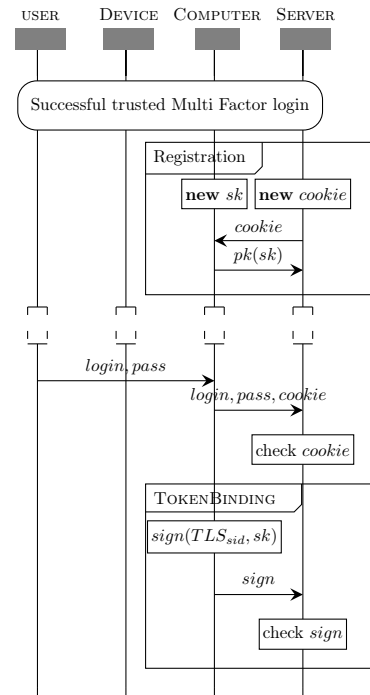 USER DEVICE COMPUTER SERVER
Successful trusted Multi Factor login
Registration
new sk new cookie
cookie
pk(sk)
login, pass
login, pass, cookie
check cookie
TOKENBINDING
sign(TLS_sid, sk)
sign
check sign